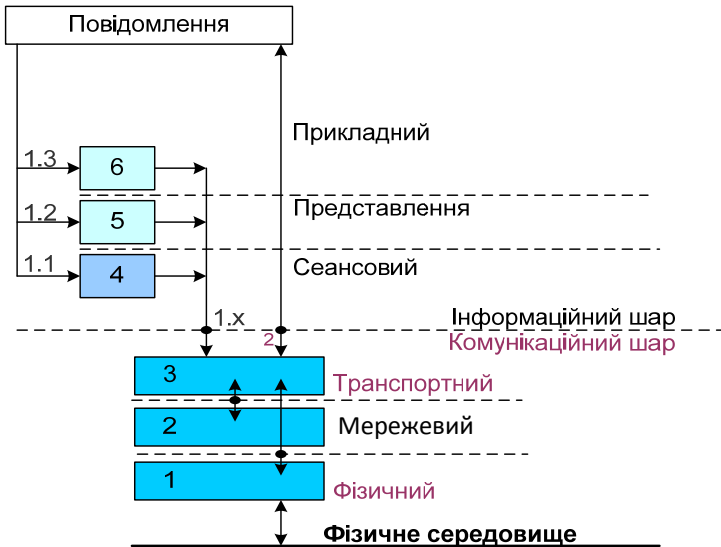 Повідомлення
Прикладний
1.3 6
Представлення
1.2 5
Сеансовий
1.1 4
1.x
Інформаційний шар
2 Комунікаційний шар
3
Транспортний
2 Мережевий
1
Фізичний
Фізичне середовище